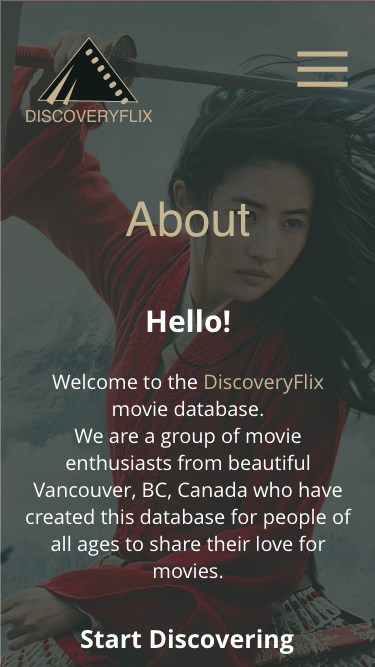 DISCOVERYFLIX
About
Hello!
Welcome to the DiscoveryFlix
movie database.
We are a group of movie
enthusiasts from beautiful
Vancouver, BC, Canada who have
created this database for people of
all ages to share their love for
movies.
Start Discovering